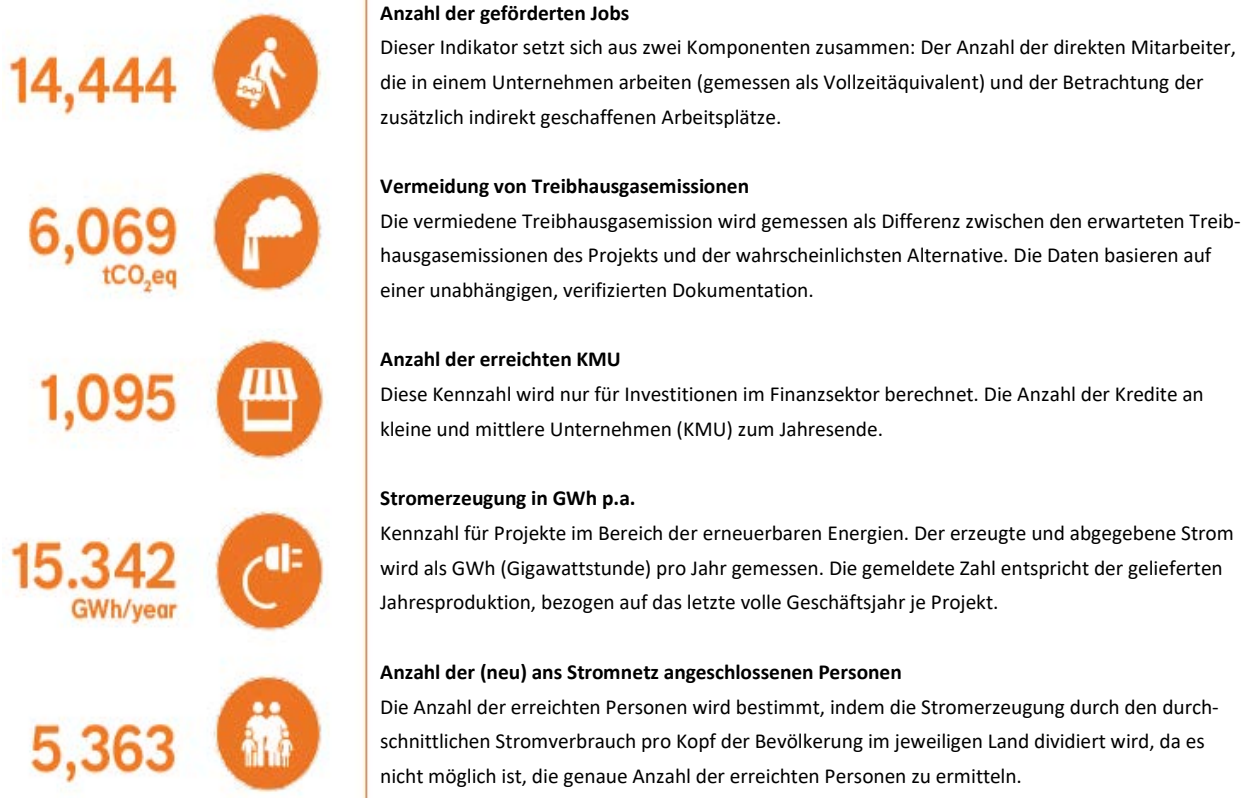 14,444
Anzahl der geförderten Jobs
Dieser Indikator setzt sich aus zwei Komponenten zusammen: Der Anzahl der direkten Mitarbeiter,
die in einem Unternehmen arbeiten (gemessen als Vollzeitäquivalent) und der Betrachtung der
zusätzlich indirekt geschaffenen Arbeitsplätze.
6,069
tCO₂eq
Vermeidung von Treibhausgasemissionen
Die vermiedene Treibhausgasemission wird gemessen als Differenz zwischen den erwarteten Treib-
hausgasemissionen des Projekts und der wahrscheinlichsten Alternative. Die Daten basieren auf
einer unabhängigen, verifizierten Dokumentation.
1,095
Anzahl der erreichten KMU
Diese Kennzahl wird nur für Investitionen im Finanzsektor berechnet. Die Anzahl der Kredite an
kleine und mittlere Unternehmen (KMU) zum Jahresende.
15.342
GWh/year
Stromerzeugung in GWh p.a.
Kennzahl für Projekte im Bereich der erneuerbaren Energien. Der erzeugte und abgegebene Strom
wird als GWh (Gigawattstunde) pro Jahr gemessen. Die gemeldete Zahl entspricht der gelieferten
Jahresproduktion, bezogen auf das letzte volle Geschäftsjahr je Projekt.
5,363
Anzahl der (neu) ans Stromnetz angeschlossenen Personen
Die Anzahl der erreichten Personen wird bestimmt, indem die Stromerzeugung durch den durch-
schnittlichen Stromverbrauch pro Kopf der Bevölkerung im jeweiligen Land dividiert wird, da es
nicht möglich ist, die genaue Anzahl der erreichten Personen zu ermitteln.